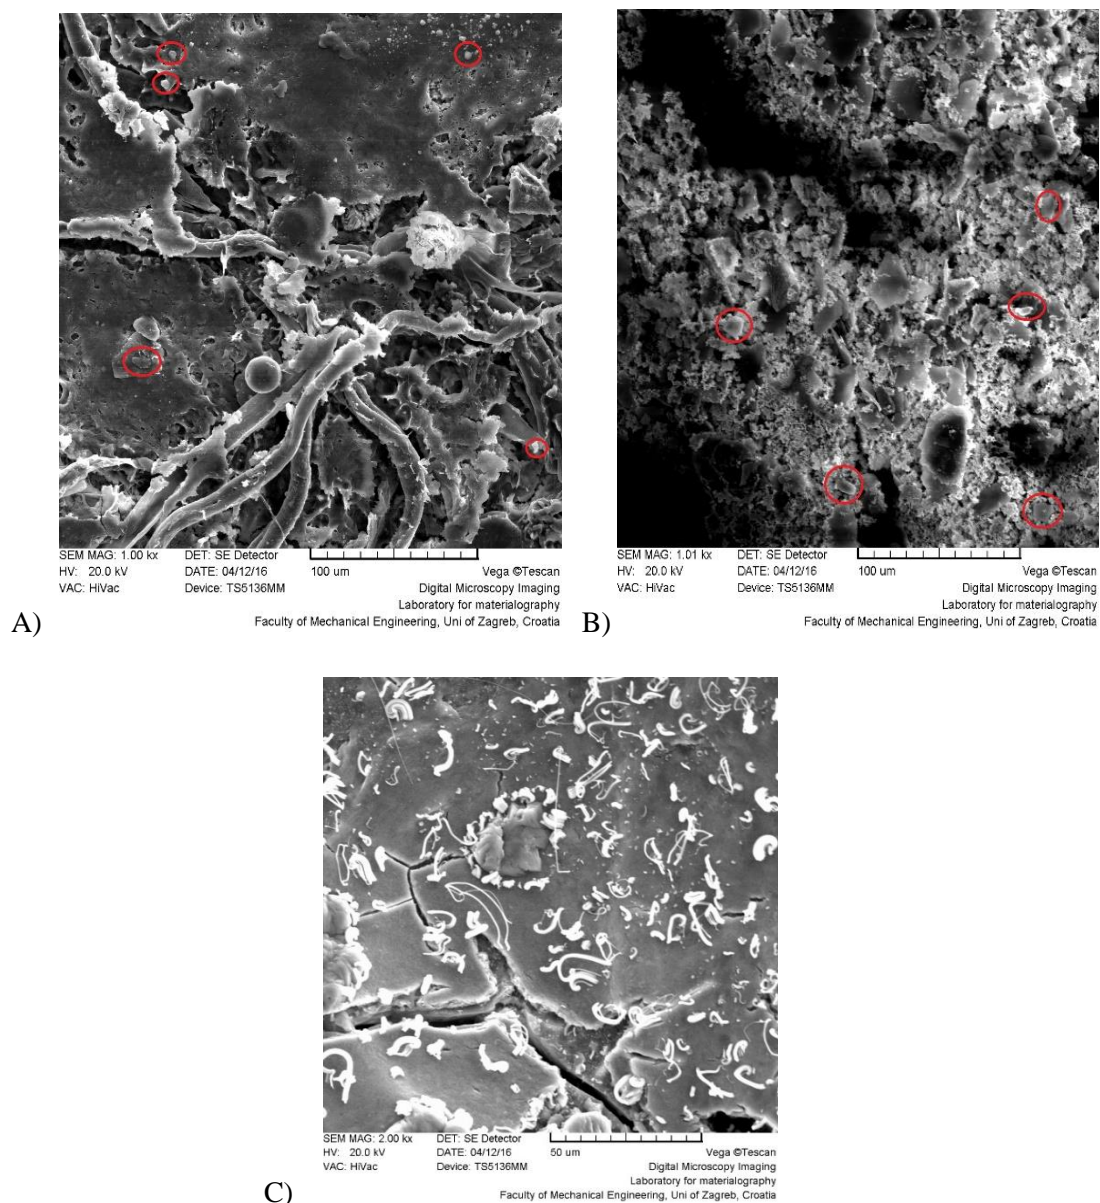 SEM MAG: 1.00 kx DET: SE Detector
HV: 20.0 kV DATE: 04/12/16 100 um Vega ©Tescan
VAC: HiVac Device: TS5136MM Digital Microscopy Imaging
Laboratory for materialography
Faculty of Mechanical Engineering, Uni of Zagreb, Croatia
A)
SEM MAG: 1.01 kx DET: SE Detector
HV: 20.0 kV DATE: 04/12/16 100 um Vega ©Tescan
VAC: HiVac Device: TS5136MM Digital Microscopy Imaging
Laboratory for materialography
Faculty of Mechanical Engineering, Uni of Zagreb, Croatia
B)
SEM MAG: 2.00 kx DET: SE Detector
HV: 20.0 kV DATE: 04/12/16 50 um Vega ©Tescan
VAC: HiVac Device: TS5136MM Digital Microscopy Imaging
Laboratory for materialography
Faculty of Mechanical Engineering, Uni of Zagreb, Croatia
C)